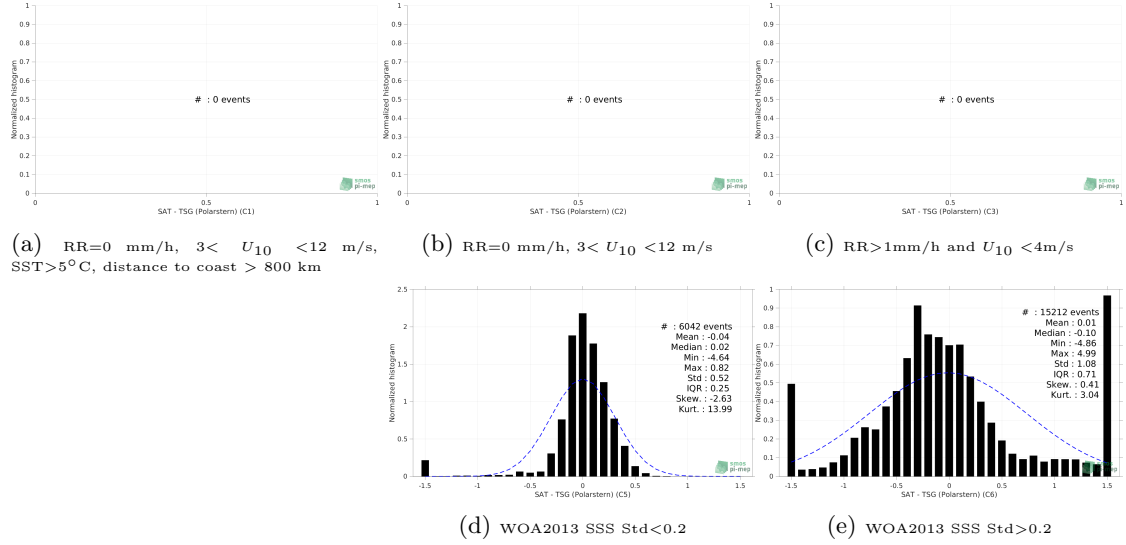 1
0.9
0.8
0.7
0.6
0.5
0.4
0.3
0.2
0.1
0
Normalized histogram
# : 0 events
smos
pi-mep
0 0.5 1
SAT - TSG (Polarstern) (C1)
1
0.9
0.8
0.7
0.6
0.5
0.4
0.3
0.2
0.1
0
Normalized histogram
# : 0 events
smos
pi-mep
0 0.5 1
SAT - TSG (Polarstern) (C2)
1
0.9
0.8
0.7
0.6
0.5
0.4
0.3
0.2
0.1
0
Normalized histogram
# : 0 events
smos
pi-mep
0 0.5 1
SAT - TSG (Polarstern) (C3)
(a) RR=0 mm/h, 3< U10 <12 m/s,
SST>5°C, distance to coast > 800 km
(b) RR=0 mm/h, 3< U10 <12 m/s
(c) RR>1mm/h and U10 <4m/s
2.5
2
1.5
1
0.5
0
Normalized histogram
# : 6042 events
Mean : -0.04
Median : 0.02
Min : -4.64
Max : 0.82
Std : 0.52
IQR : 0.25
Skew. : -2.63
Kurt. : 13.99
smos
pi-mep
-1.5 -1 -0.5 0 0.5 1 1.5
SAT - TSG (Polarstern) (C5)
1
0.9
0.8
0.7
0.6
0.5
0.4
0.3
0.2
0.1
0
Normalized histogram
# : 15212 events
Mean : 0.01
Median : -0.10
Min : -4.86
Max : 4.99
Std : 1.08
IQR : 0.71
Skew. : 0.41
Kurt. : 3.04
smos
pi-mep
-1.5 -1 -0.5 0 0.5 1 1.5
SAT - TSG (Polarstern) (C6)
(d) WOA2013 SSS Std<0.2
(e) WOA2013 SSS Std>0.2